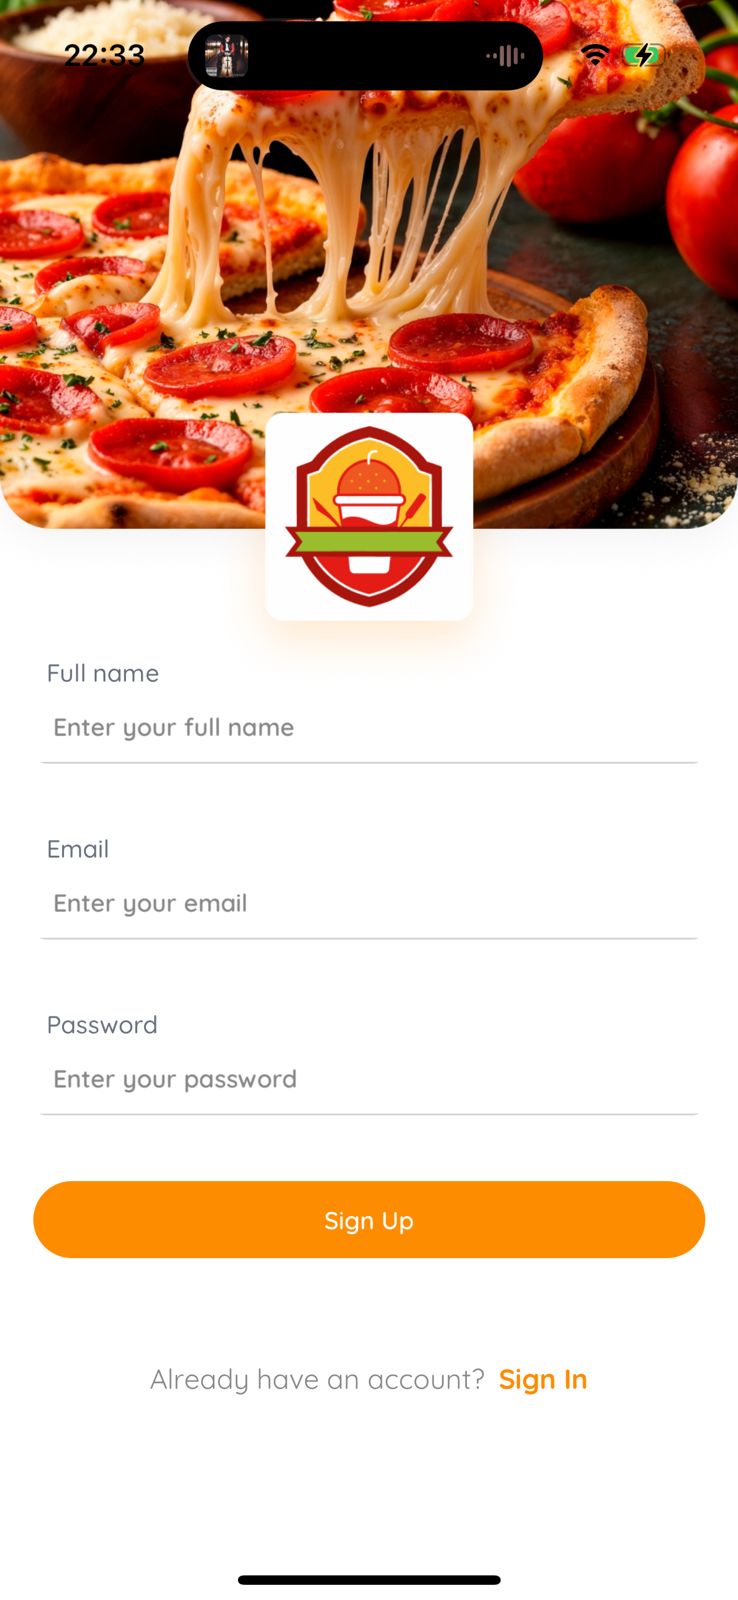 22:33
Full name
Enter your full name
Email
Enter your email
Password
Enter your password
Sign Up
Already have an account? Sign In